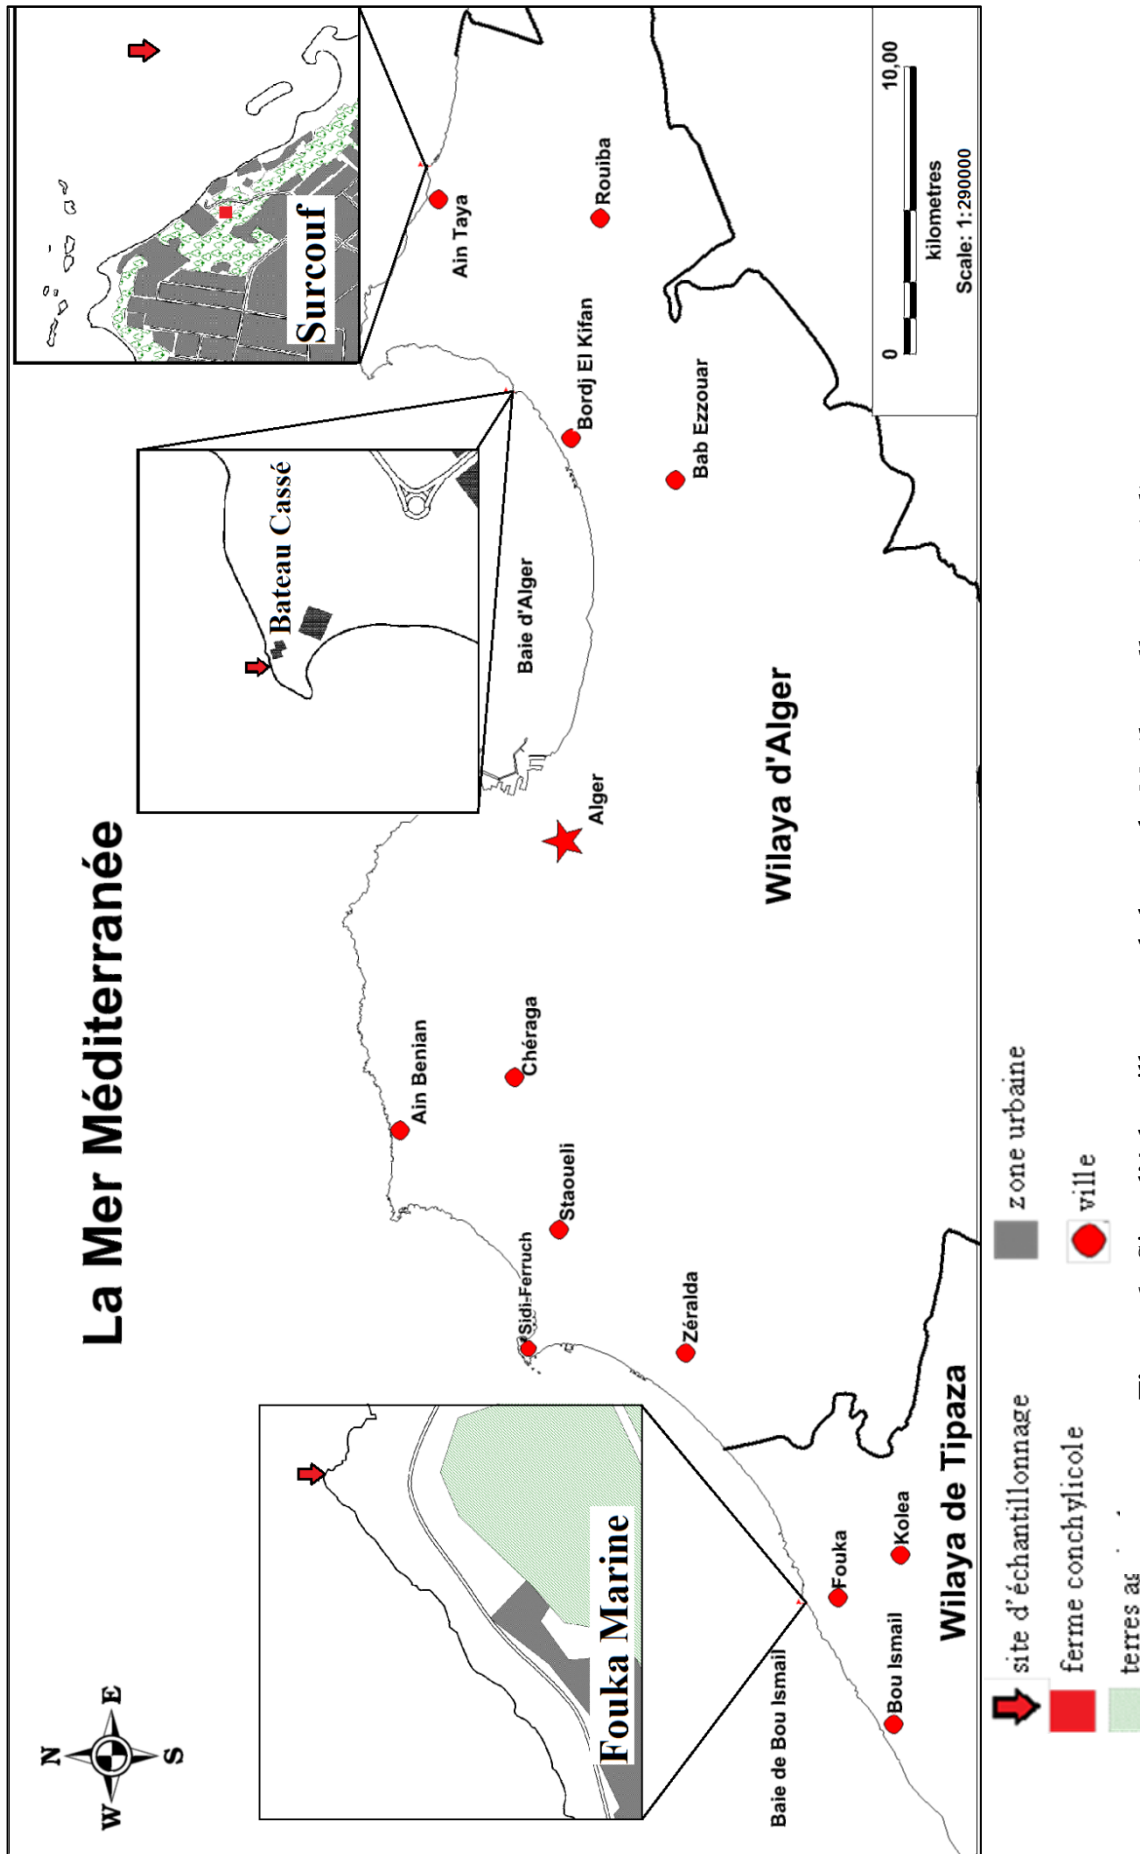 La Mer Méditerranée
N
W
E
S
Surcouf
Bateau Cassé
Fouka Marine
Ain Taya
Rouiba
Bordj El Kifan
Bab Ezzouar
Baie d'Alger
Alger
Wilaya d'Alger
Ain Benian
Chéraga
Staoueli
Sidi-Ferruch
Zéralda
Fouka
Kolea
Bou Ismail
Baie de Bou Ismail
Wilaya de Tipaza
0
10,00
kilometres
Scale: 1:290000
site d'échantillonnage
zone urbaine
ferme conchylicole
ville
terres